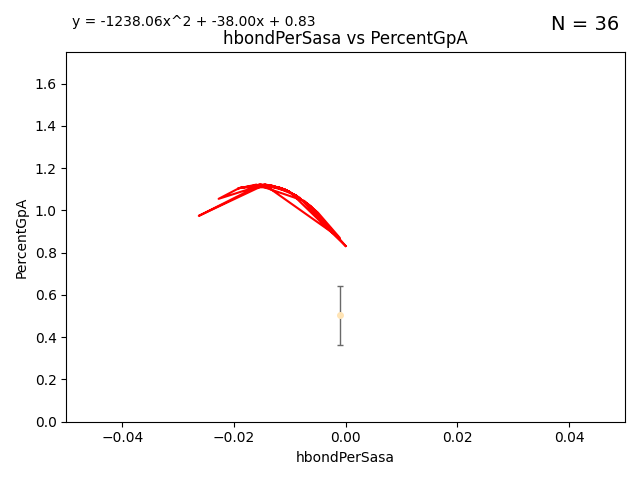 y = -1238.06x^2 + -38.00x + 0.83
N = 36
hbondPerSasa vs PercentGpA
1.6
1.4
1.2
1.0
0.8
0.6
0.4
0.2
0.0
PercentGpA
−0.04 −0.02 0.00 0.02 0.04
hbondPerSasa